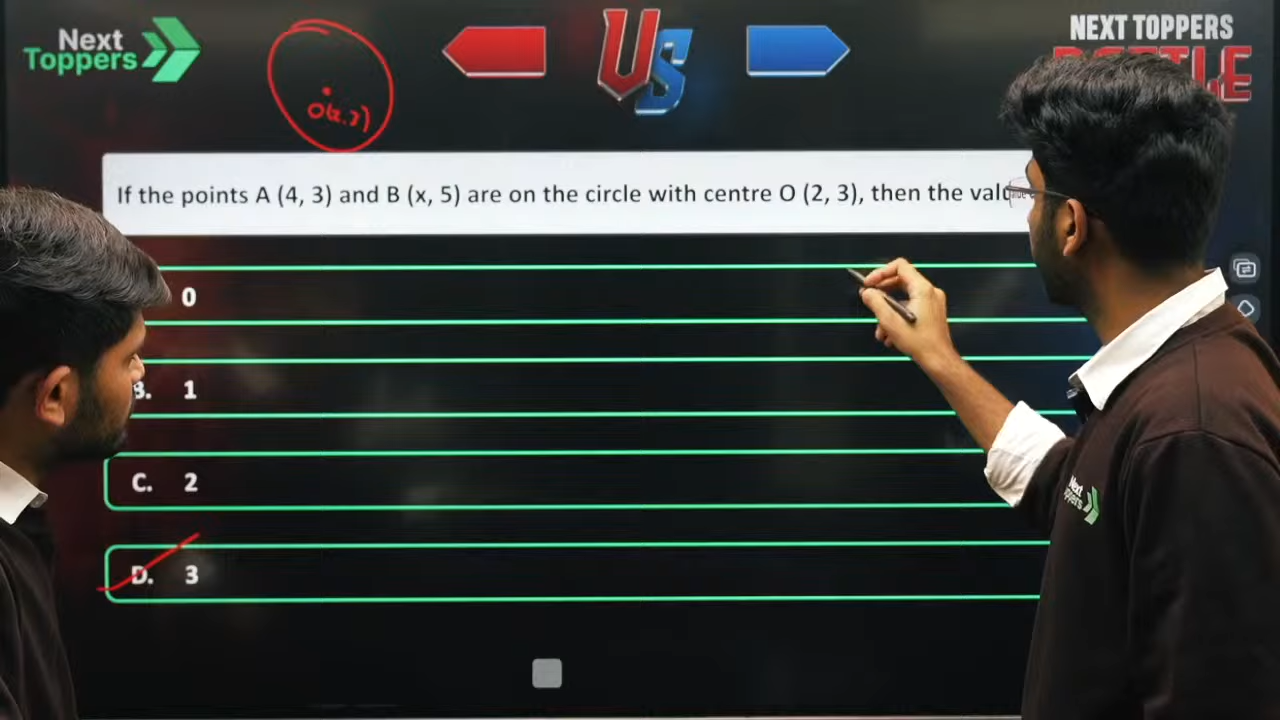 Next
Toppers
O(2,3)
US
NEXT TOPPERS
If the points A (4, 3) and B (x, 5) are on the circle with centre O (2, 3), then the
0
B. 1
C. 2
D. 3
Next
Toppers